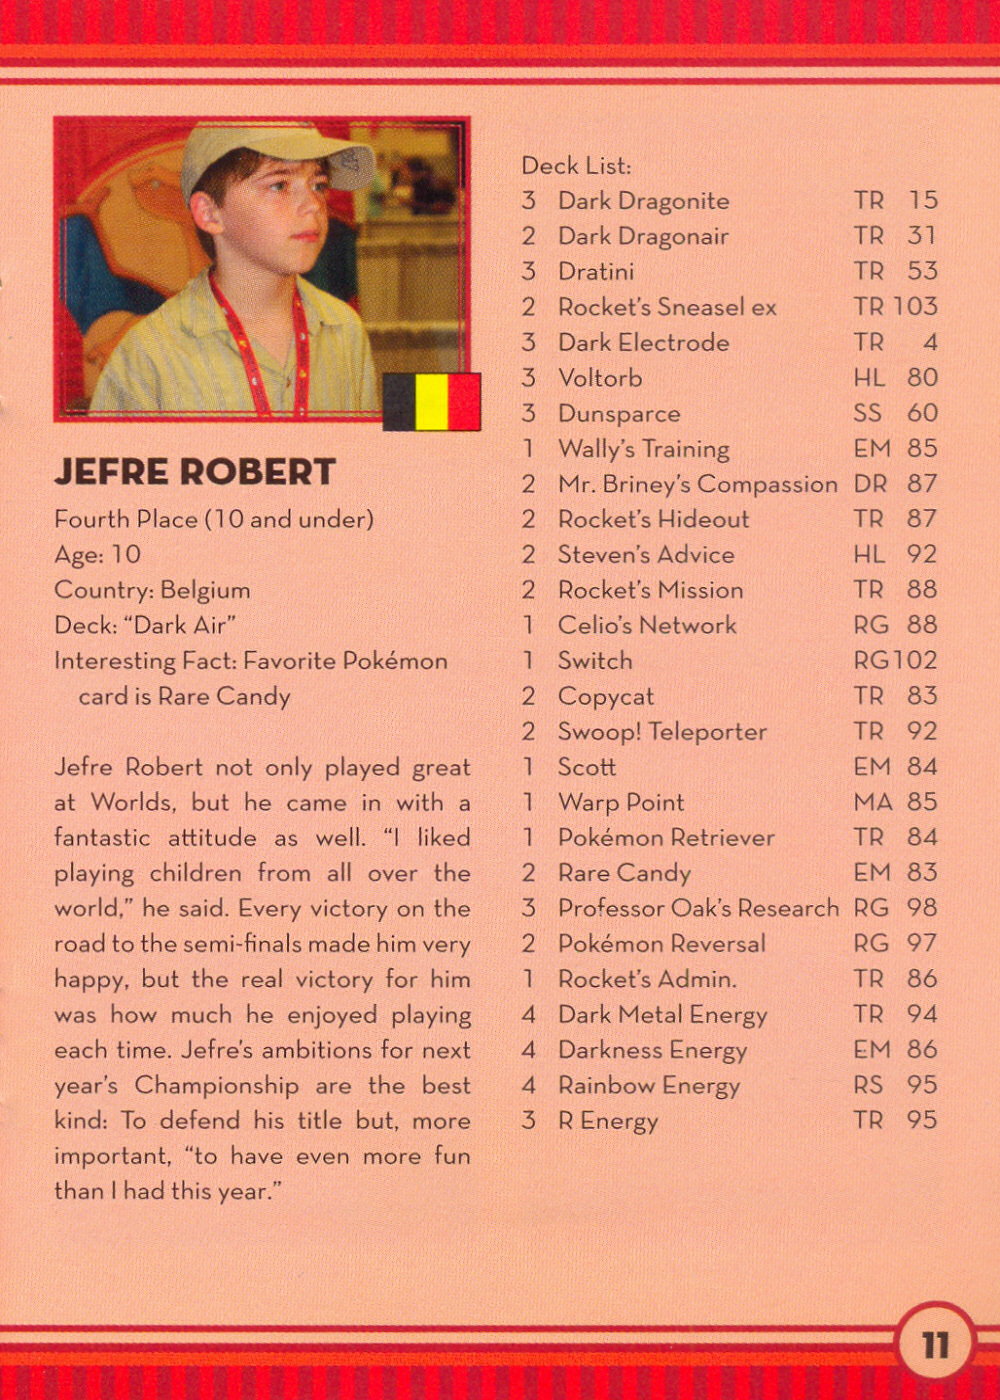 JEFRE ROBERT
Fourth Place (10 and under)
Age: 10
Country: Belgium
Deck: “Dark Air”
Interesting Fact: Favorite Pokémon
card is Rare Candy
Jefre Robert not only played great
at Worlds, but he came in with a
fantastic attitude as well. “I liked
playing children from all over the
world,” he said. Every victory on the
road to the semi-finals made him very
happy, but the real victory for him
was how much he enjoyed playing
each time. Jefre’s ambitions for next
year’s Championship are the best
kind: To defend his title but, more
important, “to have even more fun
than I had this year.”
Deck List:
3 Dark Dragonite TR 15
2 Dark Dragonair TR 31
3 Dratini TR 53
2 Rocket’s Sneasel ex TR 103
3 Dark Electrode TR 4
3 Voltorb HL 80
3 Dunsparce SS 60
1 Wally’s Training EM 85
2 Mr. Briney’s Compassion DR 87
2 Rocket’s Hideout TR 87
2 Steven’s Advice HL 92
2 Rocket’s Mission TR 88
1 Celio’s Network RG 88
1 Switch RG 102
2 Copycat TR 83
2 Swoop! Teleporter TR 92
1 Scott EM 84
1 Warp Point MA 85
1 Pokémon Retriever TR 84
2 Rare Candy EM 83
3 Professor Oak’s Research RG 98
2 Pokémon Reversal RG 97
1 Rocket’s Admin. TR 86
4 Dark Metal Energy TR 94
4 Darkness Energy EM 86
4 Rainbow Energy RS 95
3 R Energy TR 95
11